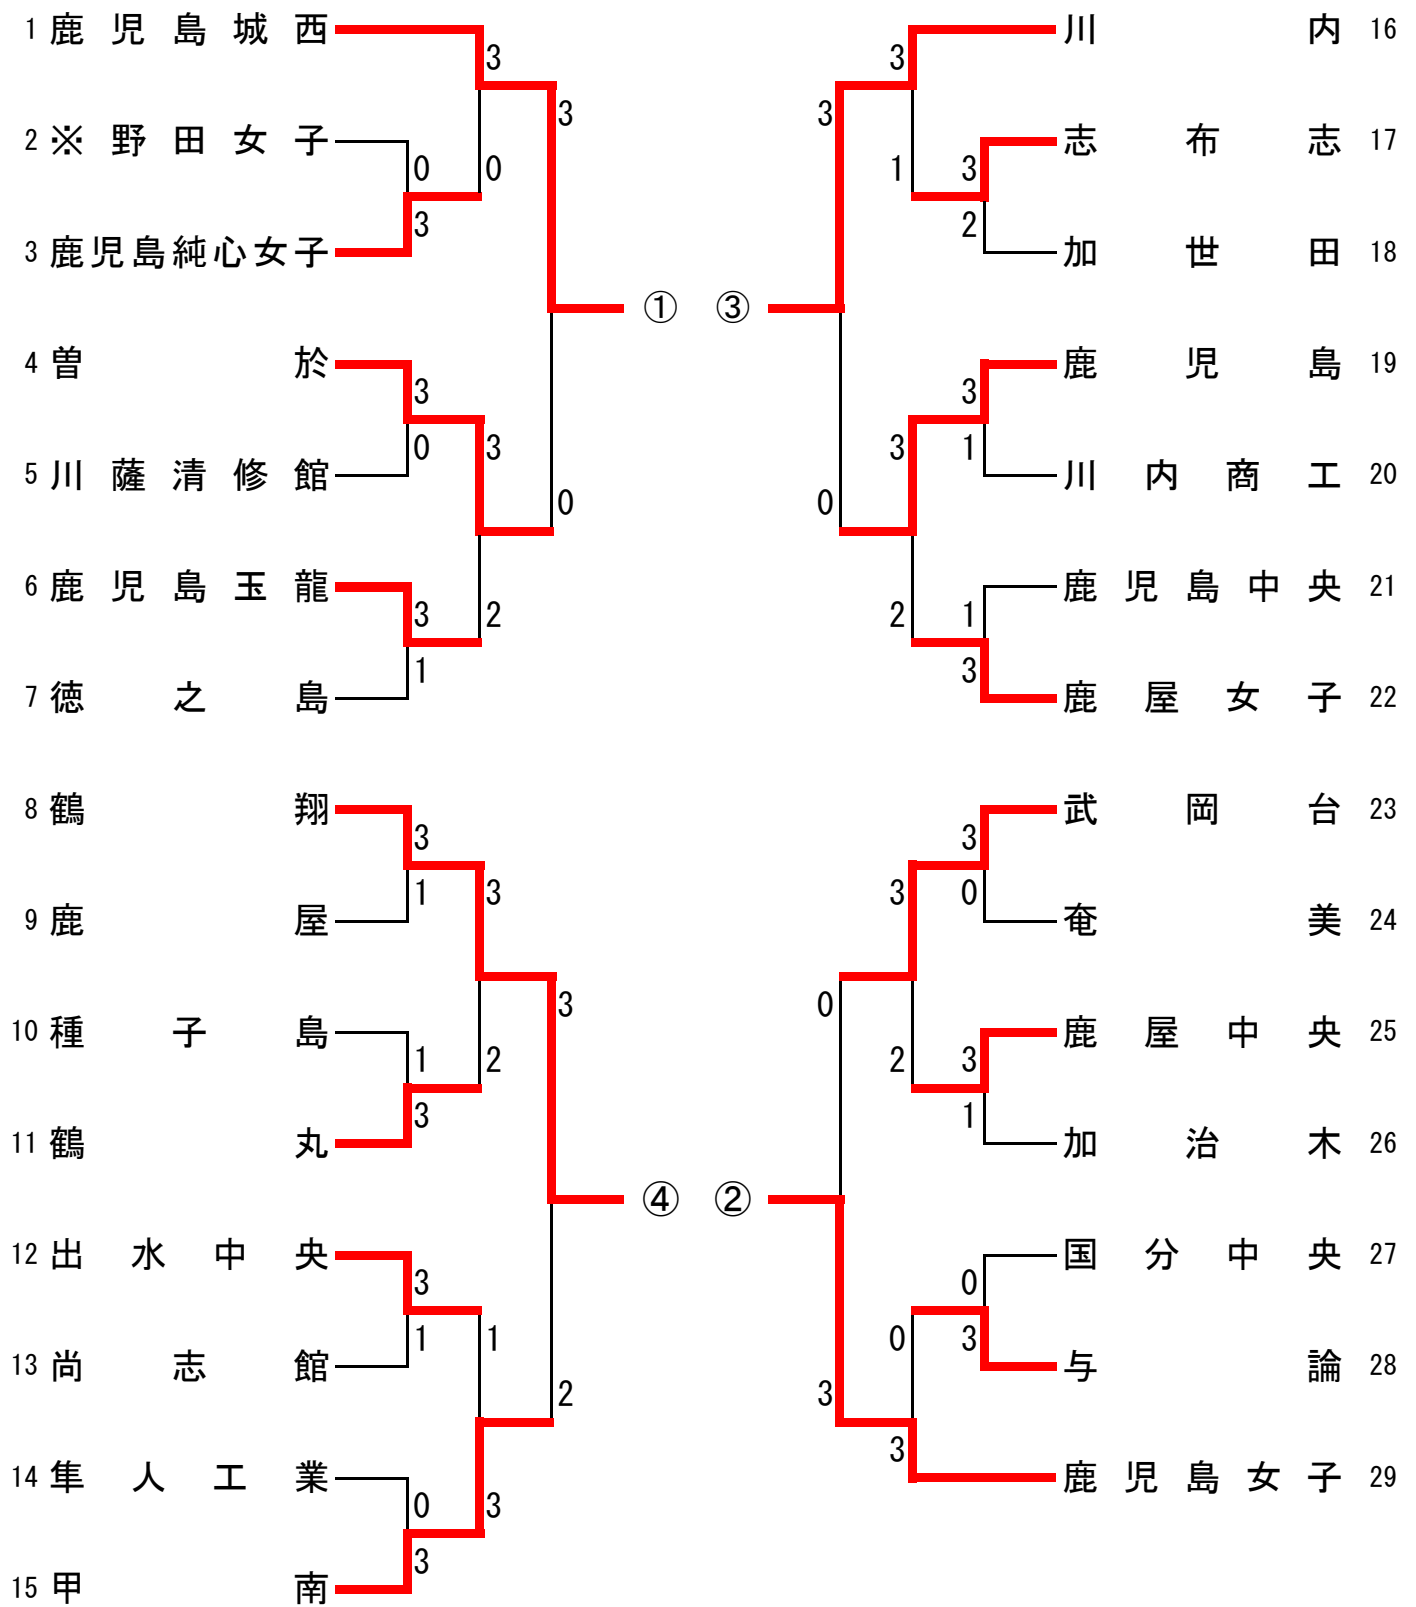 1 鹿児島城西
3
3
2 ※野田女子
0
0
3
3 鹿児島純心女子
①
4 曽於
3
0
3
5 川薩清修館
0
6 鹿児島玉龍
3
2
1
7 徳之島
8 鶴翔
3
1
3
9 鹿屋
3
10 種子島
1
2
3
11 鶴丸
④
12 出水中央
3
1
1
13 尚志館
2
14 隼人工業
0
3
3
15 甲南
川内 16
3
3
志布志 17
1
3
2
加世田 18
③
鹿児島 19
3
3
1
川内商工 20
0
鹿児島中央 21
2
1
3
鹿屋女子 22
武岡台 23
3
3
0
奄美 24
0
鹿屋中央 25
2
3
1
加治木 26
②
国分中央 27
0
0
3
与論 28
3
3
鹿児島女子 29